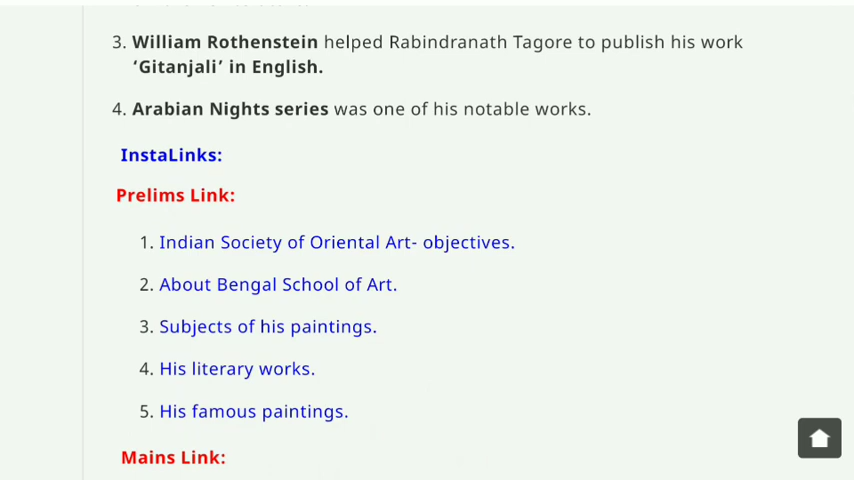 3. William Rothenstein helped Rabindranath Tagore to publish his work
‘Gitanjali’ in English.
4. Arabian Nights series was one of his notable works.
InstaLinks:
Prelims Link:
1. Indian Society of Oriental Art- objectives.
2. About Bengal School of Art.
3. Subjects of his paintings.
4. His literary works.
5. His famous paintings.
Mains Link: